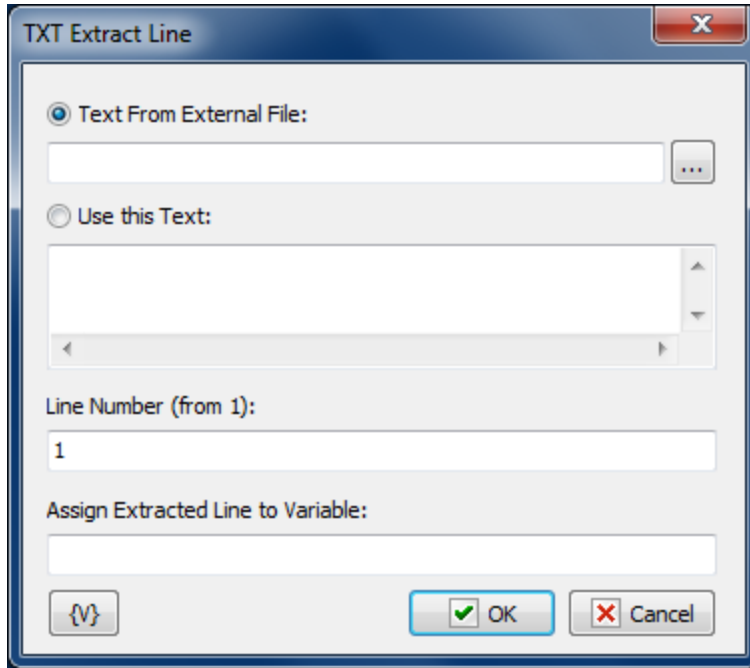 TXT Extract Line
Text From External File:
...
Use this Text:
Line Number (from 1):
1
Assign Extracted Line to Variable:
{V} OK Cancel